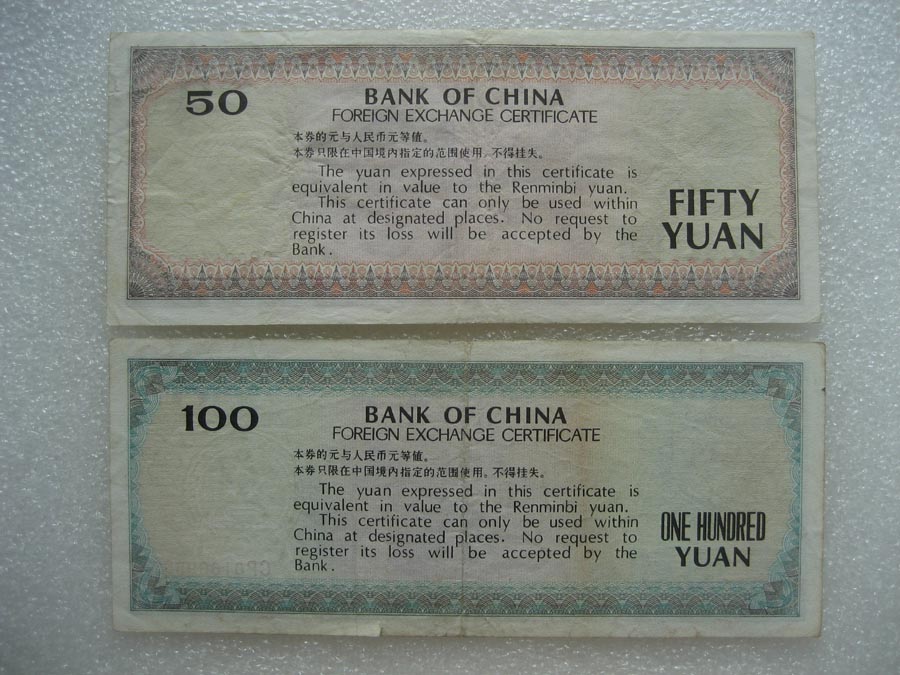 50
BANK OF CHINA
FOREIGN EXCHANGE CERTIFICATE
本券的元与人民币元等值。
本券只限在中国境内指定的范围使用，不得挂失。
The yuan expressed in this certificate is
equivalent in value to the Renminbi yuan.
This certificate can only be used within
China at designated places. No request to
register its loss will be accepted by the
Bank.
FIFTY
YUAN
100
BANK OF CHINA
FOREIGN EXCHANGE CERTIFICATE
本券的元与人民币元等值。
本券只限在中国境内指定的范围使用，不得挂失。
The yuan expressed in this certificate is
equivalent in value to the Renminbi yuan.
This certificate can only be used within
China at designated places. No request to
register its loss will be accepted by the
Bank.
ONE HUNDRED
YUAN